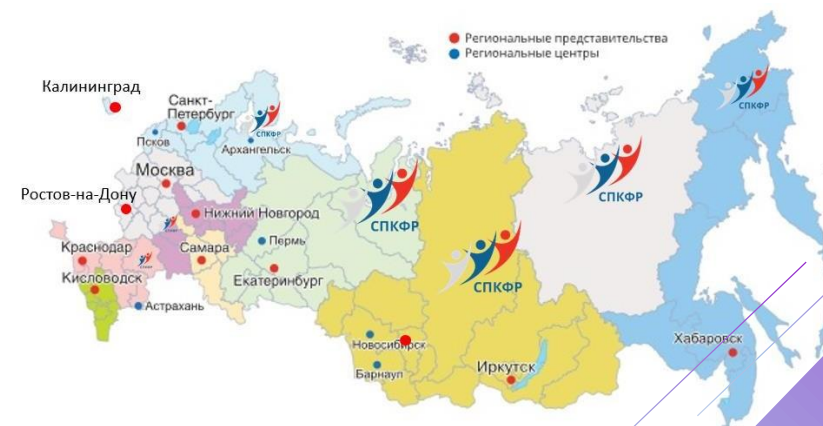 Региональные представительства
Региональные центры
Калининград
Санкт-
Петербург
СПКФР
СПКФР
Псков
Архангельск
Москва
СПКФР
Ростов-на-Дону
Нижний Новгород
СПКФР
Краснодар
Самара
Пермь
Кисловодск
Екатеринбург
СПКФР
Астрахань
Новосибирск
Хабаровск
Барнаул
Иркутск